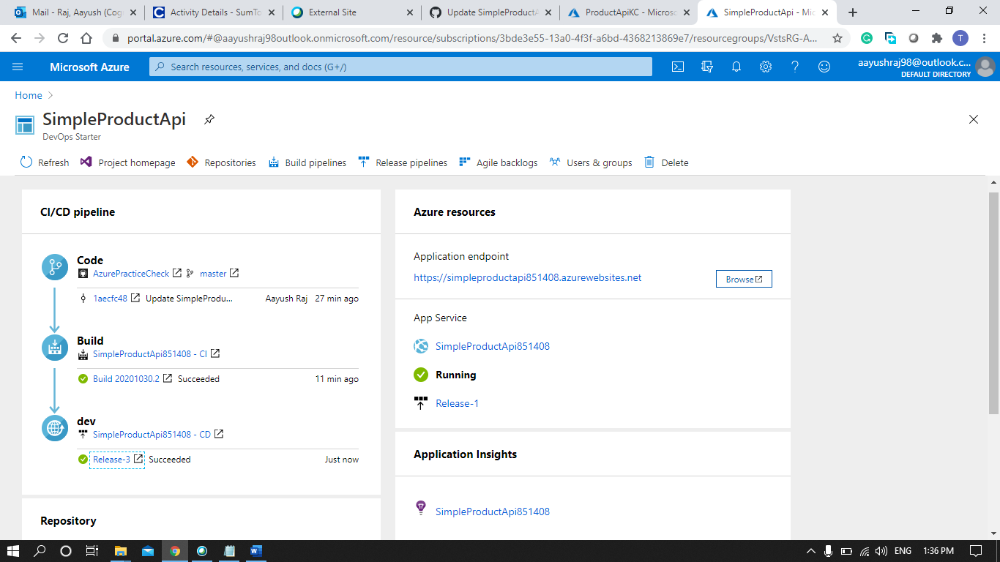 Mail - Raj, Aayush (Cog
Activity Details - SumTo
External Site
Update SimpleProductA
ProductApiKC - Microso
SimpleProductApi - Mic
portal.azure.com/#@aayushraj98outlook.onmicrosoft.com/resource/subscriptions/3bde3e55-13a0-4f3f-a6bd-4368213869e7/resourcegroups/VstsRG-A...
T
Microsoft Azure
Search resources, services, and docs (G+/)
aayushraj98@outlook.c...
DEFAULT DIRECTORY
Home
SimpleProductApi
DevOps Starter
Refresh
Project homepage
Repositories
Build pipelines
Release pipelines
Agile backlogs
Users & groups
Delete
CI/CD pipeline
Code
AzurePracticeCheck master
1aecfc48 Update SimpleProdu... Aayush Raj 27 min ago
Build
SimpleProductApi851408 - CI
Build 20201030.2 Succeeded 11 min ago
dev
SimpleProductApi851408 - CD
Release-3 Succeeded Just now
Repository
Azure resources
Application endpoint
https://simpleproductapi851408.azurewebsites.net Browse
App Service
SimpleProductApi851408
Running
Release-1
Application Insights
SimpleProductApi851408
ENG 1:36 PM